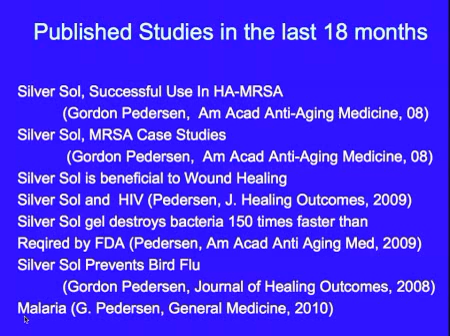 Published Studies in the last 18 months
Silver Sol, Successful Use In HA-MRSA
(Gordon Pedersen, Am Acad Anti-Aging Medicine, 08)
Silver Sol, MRSA Case Studies
(Gordon Pedersen, Am Acad Anti-Aging Medicine, 08)
Silver Sol is beneficial to Wound Healing
Silver Sol and HIV (Pedersen, J. Healing Outcomes, 2009)
Silver Sol gel destroys bacteria 150 times faster than
Reqired by FDA (Pedersen, Am Acad Anti Aging Med, 2009)
Silver Sol Prevents Bird Flu
(Gordon Pedersen, Journal of Healing Outcomes, 2008)
Malaria (G. Pedersen, General Medicine, 2010)